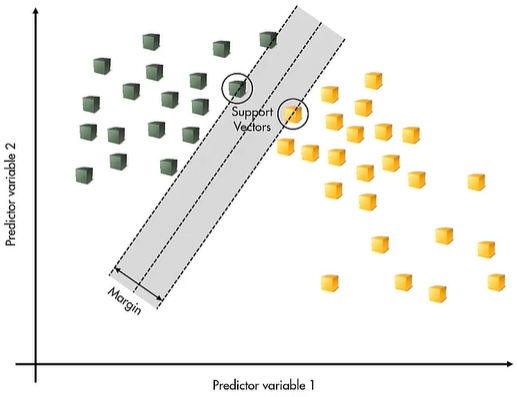 Support
Vectors
Predictor variable 2
Margin
Predictor variable 1